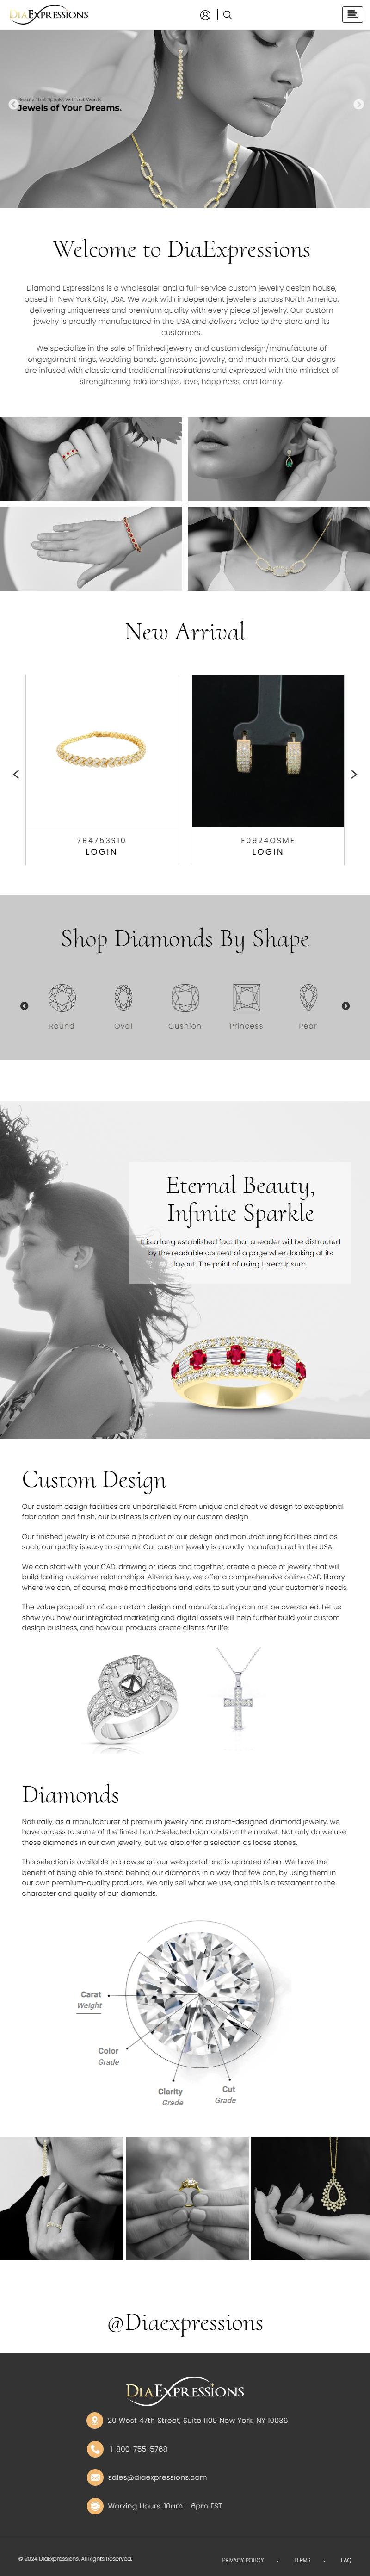 DIAEXPRESSIONS
Beauty That Speaks Without Words
Jewels of Your Dreams.
Welcome to DiaExpressions
Diamond Expressions is a wholesaler and a full-service custom jewelry design house,
based in New York City, USA. We work with independent jewelers across North America,
delivering uniqueness and premium quality with every piece of jewelry. Our custom
jewelry is proudly manufactured in the USA and delivers value to the store and its
customers.
We specialize in the sale of finished jewelry and custom design/manufacture of
engagement rings, wedding bands, gemstone jewelry, and much more. Our designs
are infused with classic and traditional inspirations and expressed with the mindset of
strengthening relationships, love, happiness, and family.
New Arrival
7B4753S10
LOGIN
E0924OSME
LOGIN
Shop Diamonds By Shape
Round Oval Cushion Princess Pear
Eternal Beauty,
Infinite Sparkle
It is a long established fact that a reader will be distracted
by the readable content of a page when looking at its
layout. The point of using Lorem Ipsum.
Custom Design
Our custom design facilities are unparalleled. From unique and creative design to exceptional
fabrication and finish, our business is driven by our custom design.
Our finished jewelry is of course a product of our design and manufacturing facilities and as
such, our quality is easy to sample. Our custom jewelry is proudly manufactured in the USA.
We can start with your CAD, drawing or ideas and together, create a piece of jewelry that will
build lasting customer relationships. Alternatively, we offer a comprehensive online CAD library
where we can, of course, make modifications and edits to suit your and your customer's needs.
The value proposition of our custom design and manufacturing can not be overstated. Let us
show you how our integrated marketing and digital assets will help further build your custom
design business, and how our products create clients for life.
Diamonds
Naturally, as a manufacturer of premium jewelry and custom-designed diamond jewelry, we
have access to some of the finest hand-selected diamonds on the market. Not only do we use
these diamonds in our own jewelry, but we also offer a selection as loose stones.
This selection is available to browse on our web portal and is updated often. We have the
benefit of being able to stand behind our diamonds in a way that few can, by using them in
our own premium-quality products. We only sell what we use, and this is a testament to the
character and quality of our diamonds.
Carat
Weight
Color
Grade
Clarity
Grade
Cut
Grade
@Diaexpressions
DIAEXPRESSIONS
20 West 47th Street, Suite 1100 New York, NY 10036
1-800-755-5768
sales@diaexpressions.com
Working Hours: 10am - 6pm EST
© 2024 DiaExpressions. All Rights Reserved.
PRIVACY POLICY . TERMS . FAQ